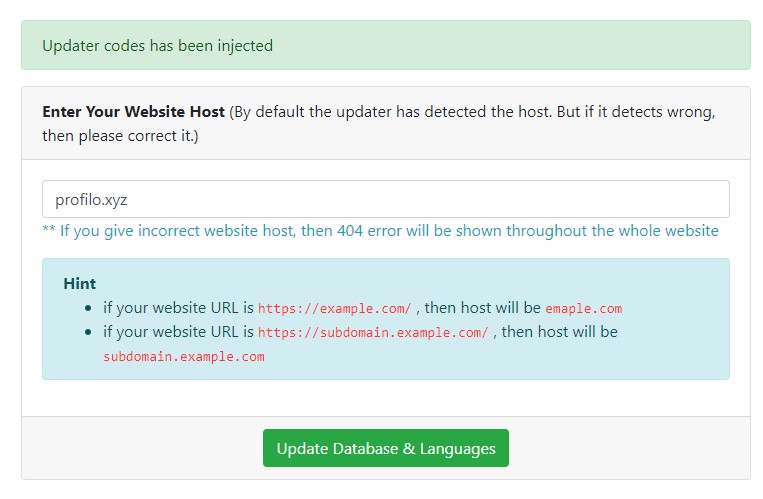 Updater codes has been injected
Enter Your Website Host (By default the updater has detected the host. But if it detects wrong,
then please correct it.)
profilo.xyz
** If you give incorrect website host, then 404 error will be shown throughout the whole website
Hint
• if your website URL is https://example.com/ , then host will be emaple.com
• if your website URL is https://subdomain.example.com/ , then host will be
subdomain.example.com
Update Database & Languages